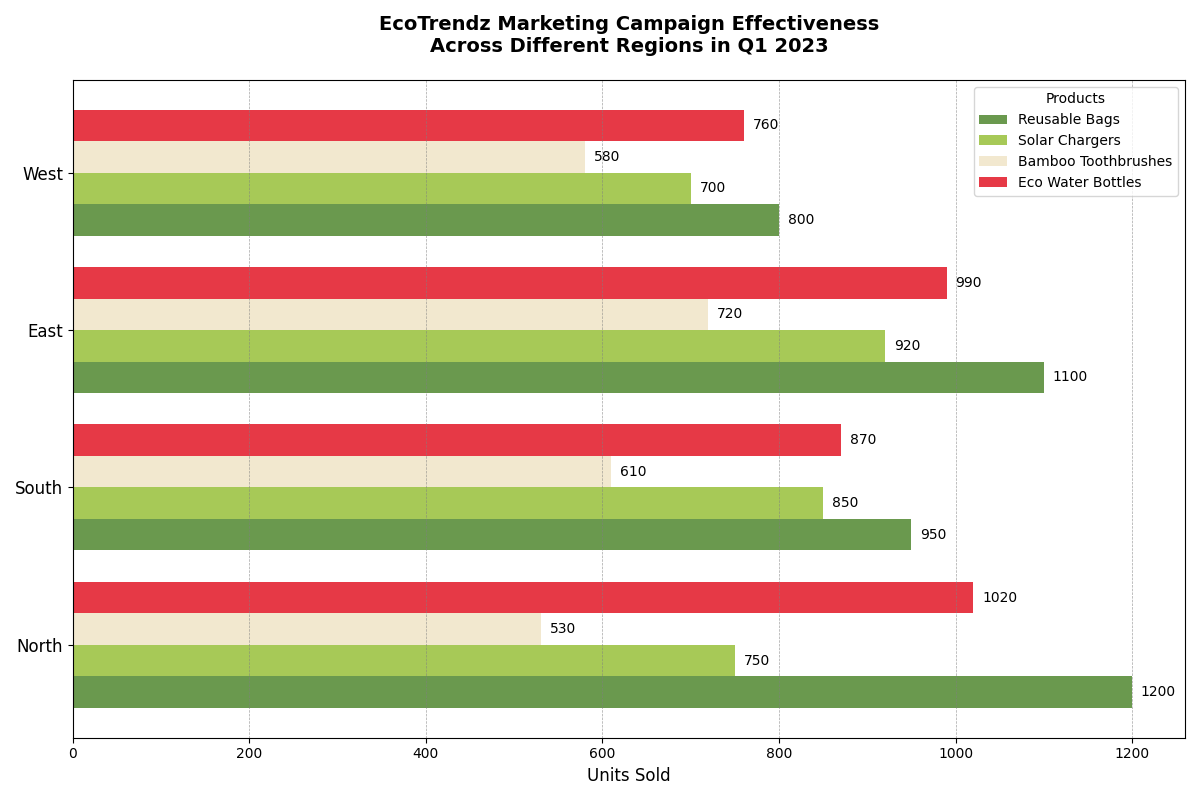 EcoTrendz Marketing Campaign Effectiveness
Across Different Regions in Q1 2023
Products
Reusable Bags
Solar Chargers
Bamboo Toothbrushes
Eco Water Bottles
West
760
580
700
800
East
990
720
920
1100
South
870
610
850
950
North
1020
530
750
1200
0 200 400 600 800 1000 1200
Units Sold